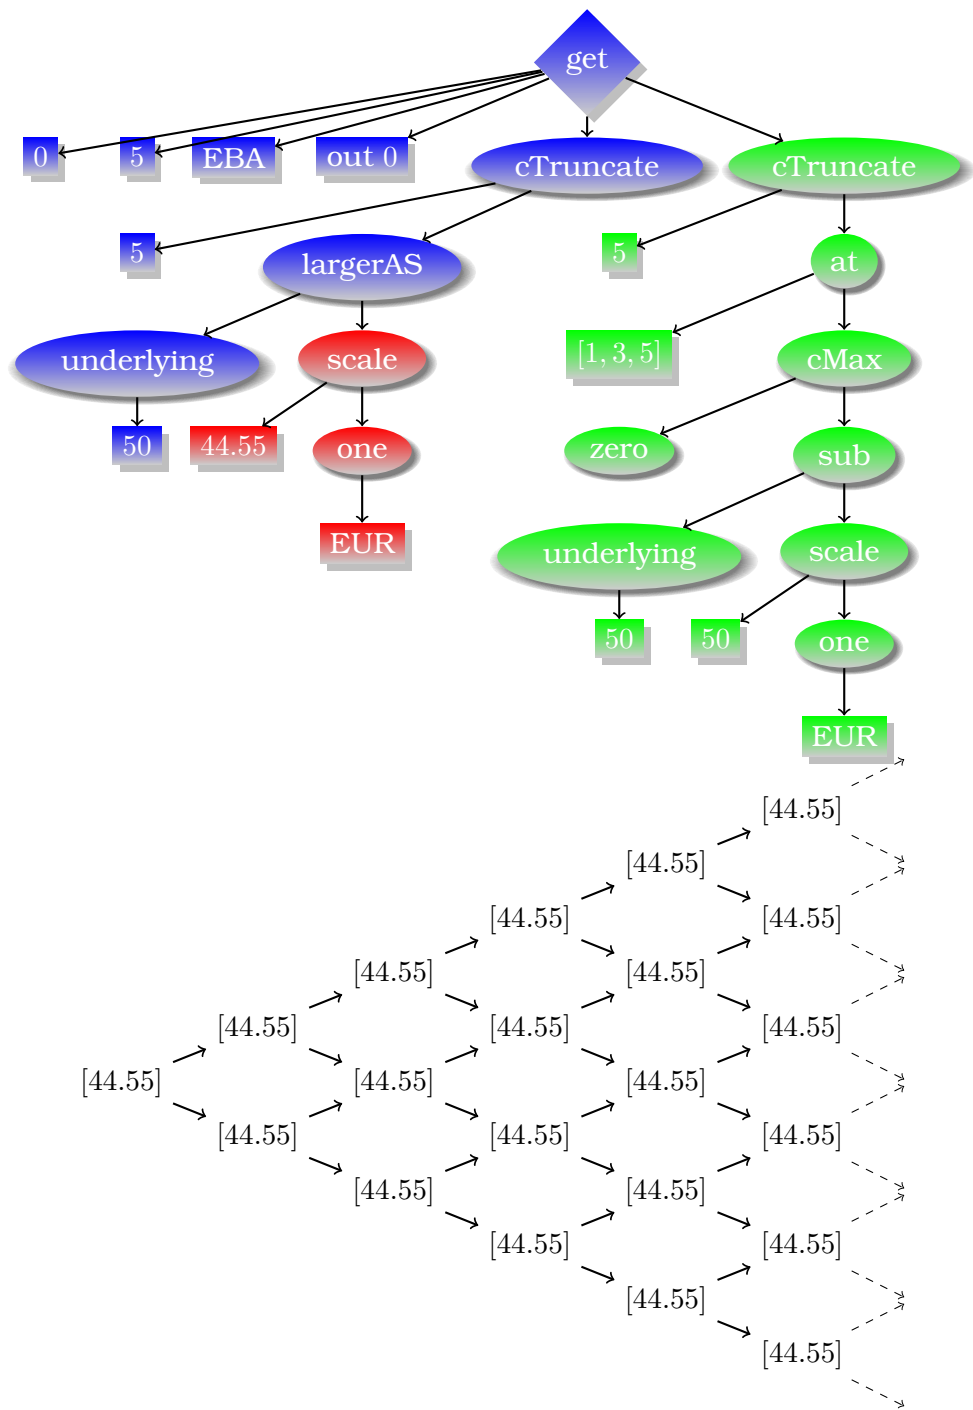 get
0 5 EBA out 0 cTruncate cTruncate
5 largerAS 5 at
underlying scale [1, 3, 5] cMax
50 44.55 one zero sub
EUR underlying scale
50 50 one
EUR
[44.55]
[44.55]
[44.55] [44.55]
[44.55] [44.55]
[44.55] [44.55] [44.55]
[44.55] [44.55] [44.55]
[44.55] [44.55] [44.55]
[44.55] [44.55] [44.55]
[44.55] [44.55]
[44.55]
[44.55]